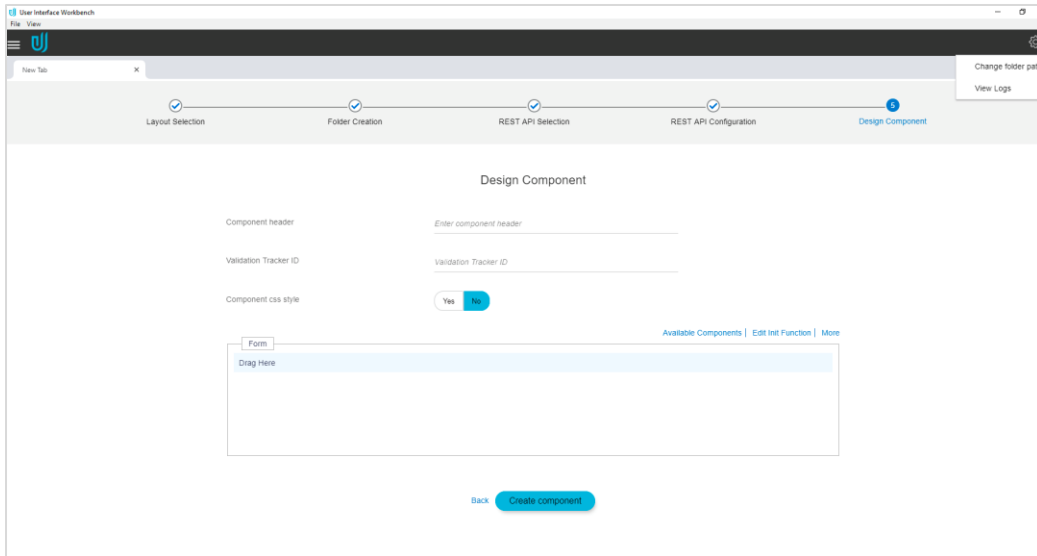 User Interface Workbench
File View
New Tab
Change folder pat
View Logs
5
Layout Selection
Folder Creation
REST API Selection
REST API Configuration
Design Component
Design Component
Component header
Enter component header
Validation Tracker ID
Validation Tracker ID
Component css style
Yes No
Available Components | Edit Init Function | More
Form
Drag Here
Back Create component